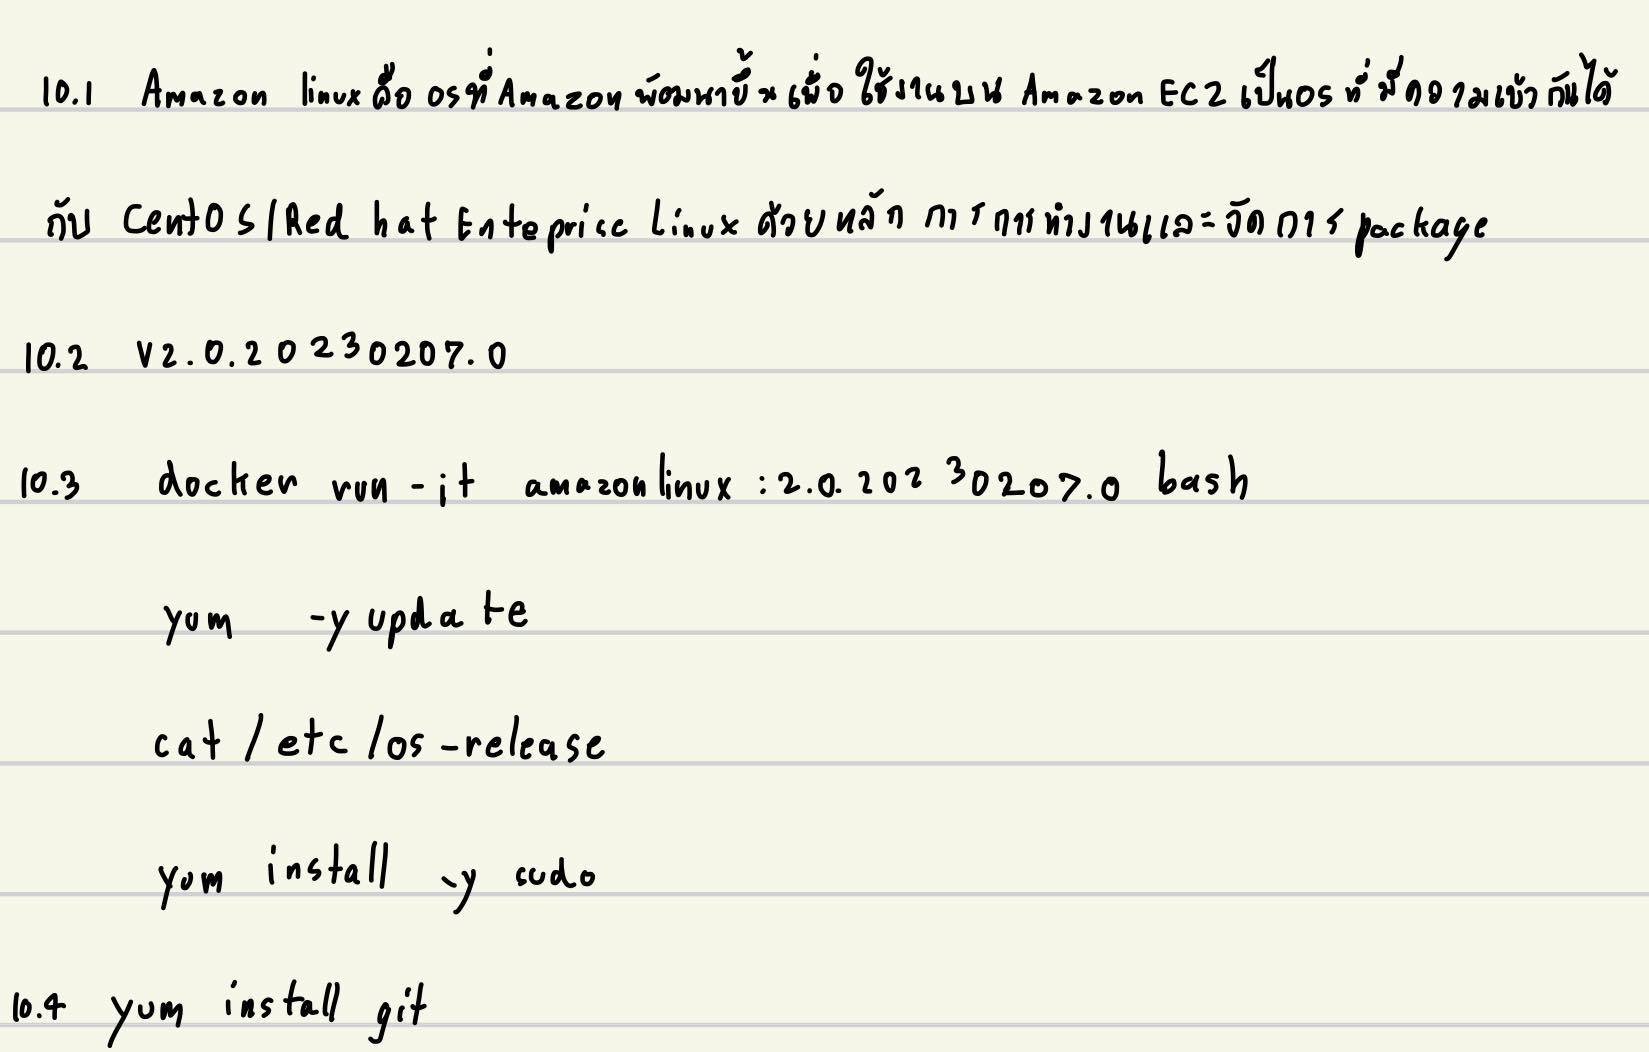 10.1 Amazon linux คือ OS ที่ Amazon พัฒนาขึ้นเพื่อใช้งานบน Amazon EC2 เป็น OS ที่มีความเข้ากันได้
กับ CentOS/Red hat Enteprise Linux ด้วยหลักการการทำงานและจัดการ package
10.2 V2.0.20230207.0
10.3 docker run -it amazonlinux :2.0.20230207.0 bash
yum -y update
cat /etc/os-release
yum install -y sudo
10.4 yum install git